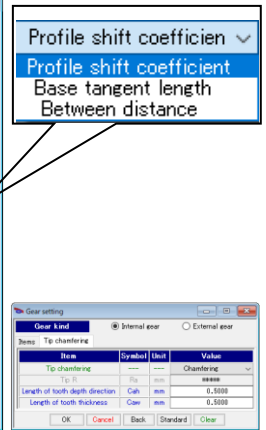 Profile shift coefficien
Profile shift coefficient
Base tangent length
Between distance
Gear setting
Gear kind Internal gear External gear
Items Tip chamfering
Item Symbol Unit Value
Tip chamfering ---- ---- Chamfering
Tip R Ra mm *****
Length of tooth depth direction Cah mm 0.5000
Length of tooth thickness Caw mm 0.5000
OK Cancel Back Standard Clear